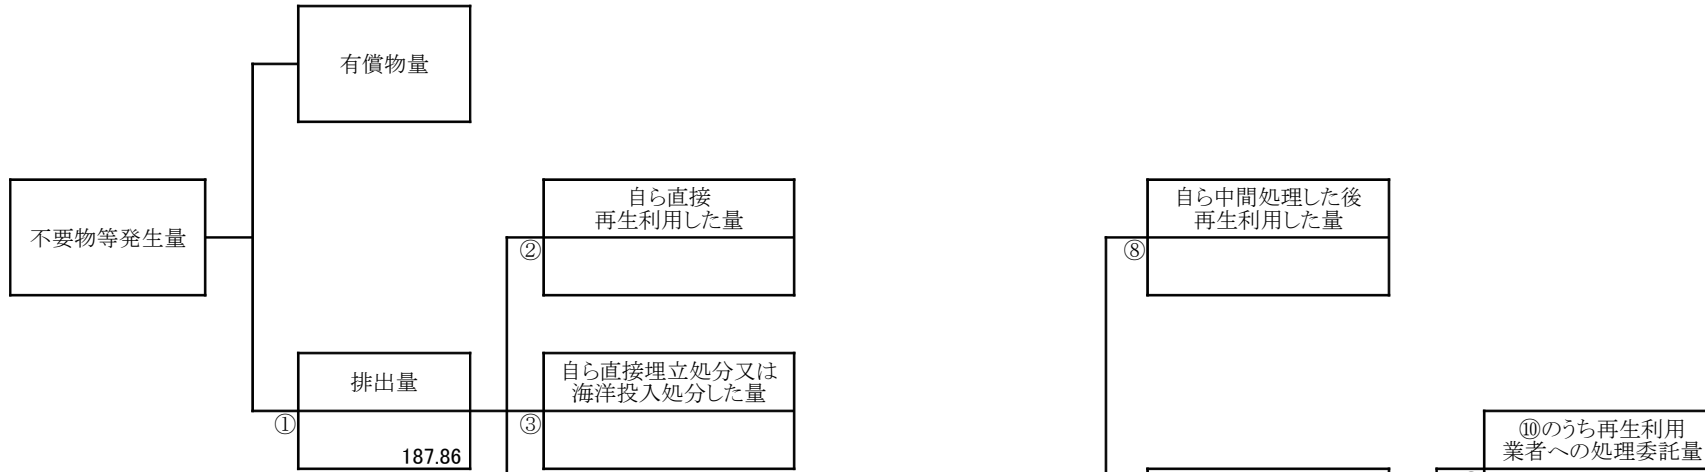 有償物量
不要物等発生量
自ら直接
再生利用した量
②
自ら中間処理した後
再生利用した量
⑧
排出量
①
187.86
自ら直接埋立処分又は
海洋投入処分した量
③
⑩のうち再生利用
業者への処理委託量